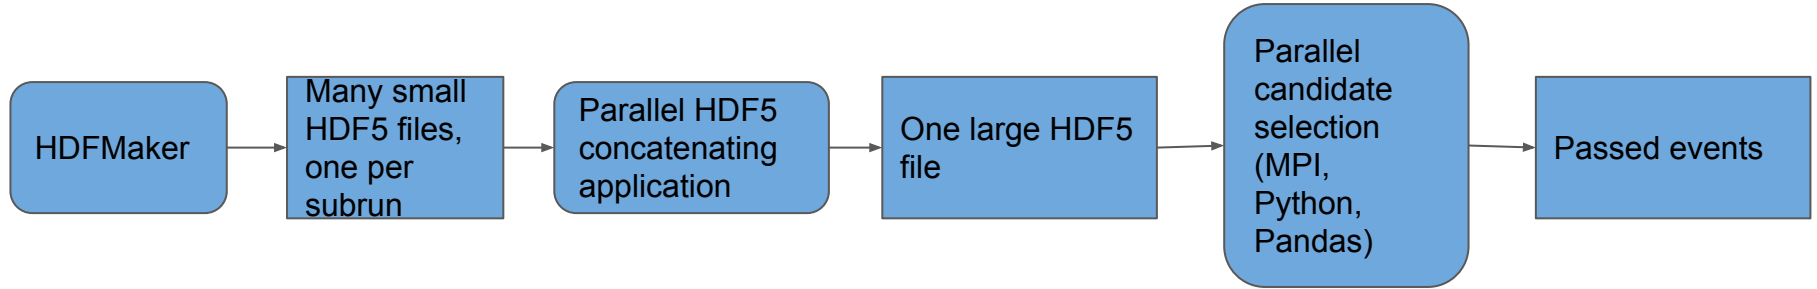 HDFMaker
Many small
HDF5 files,
one per
subrun
Parallel HDF5
concatenating
application
One large HDF5
file
Parallel
candidate
selection
(MPI,
Python,
Pandas)
Passed events